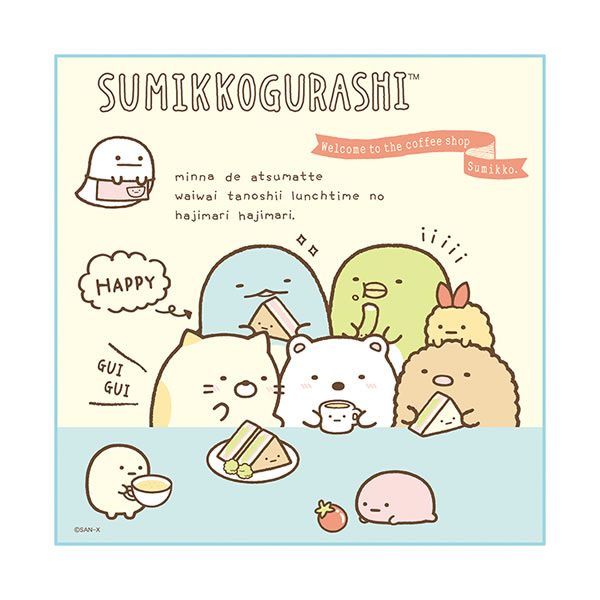 SUMIKKOGURASHI™
Welcome to the coffee shop
Sumikko.
minna de atsumatte
waiwai tanoshii lunchtime no
hajimari hajimari.
HAPPY
GUI
GUI
©SAN-X